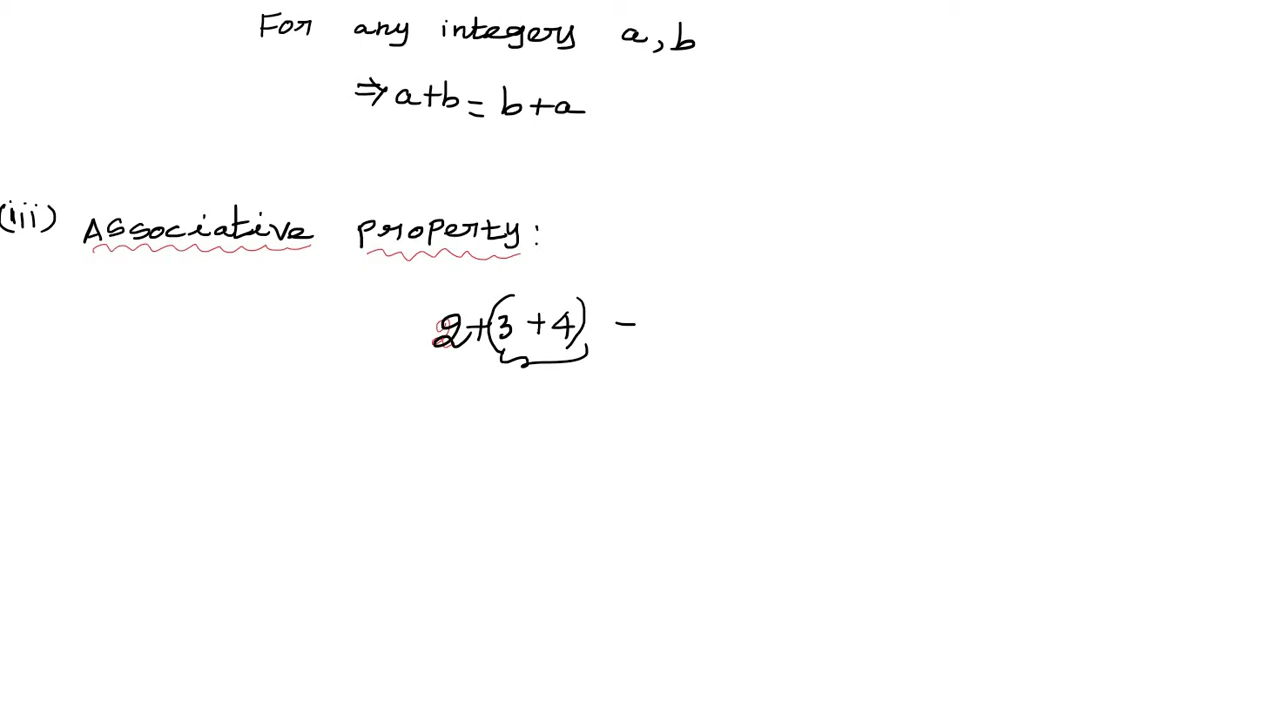 For any integers a, b
⇒ a+b = b+a
(iii) Associative property:
2+(3+4) -